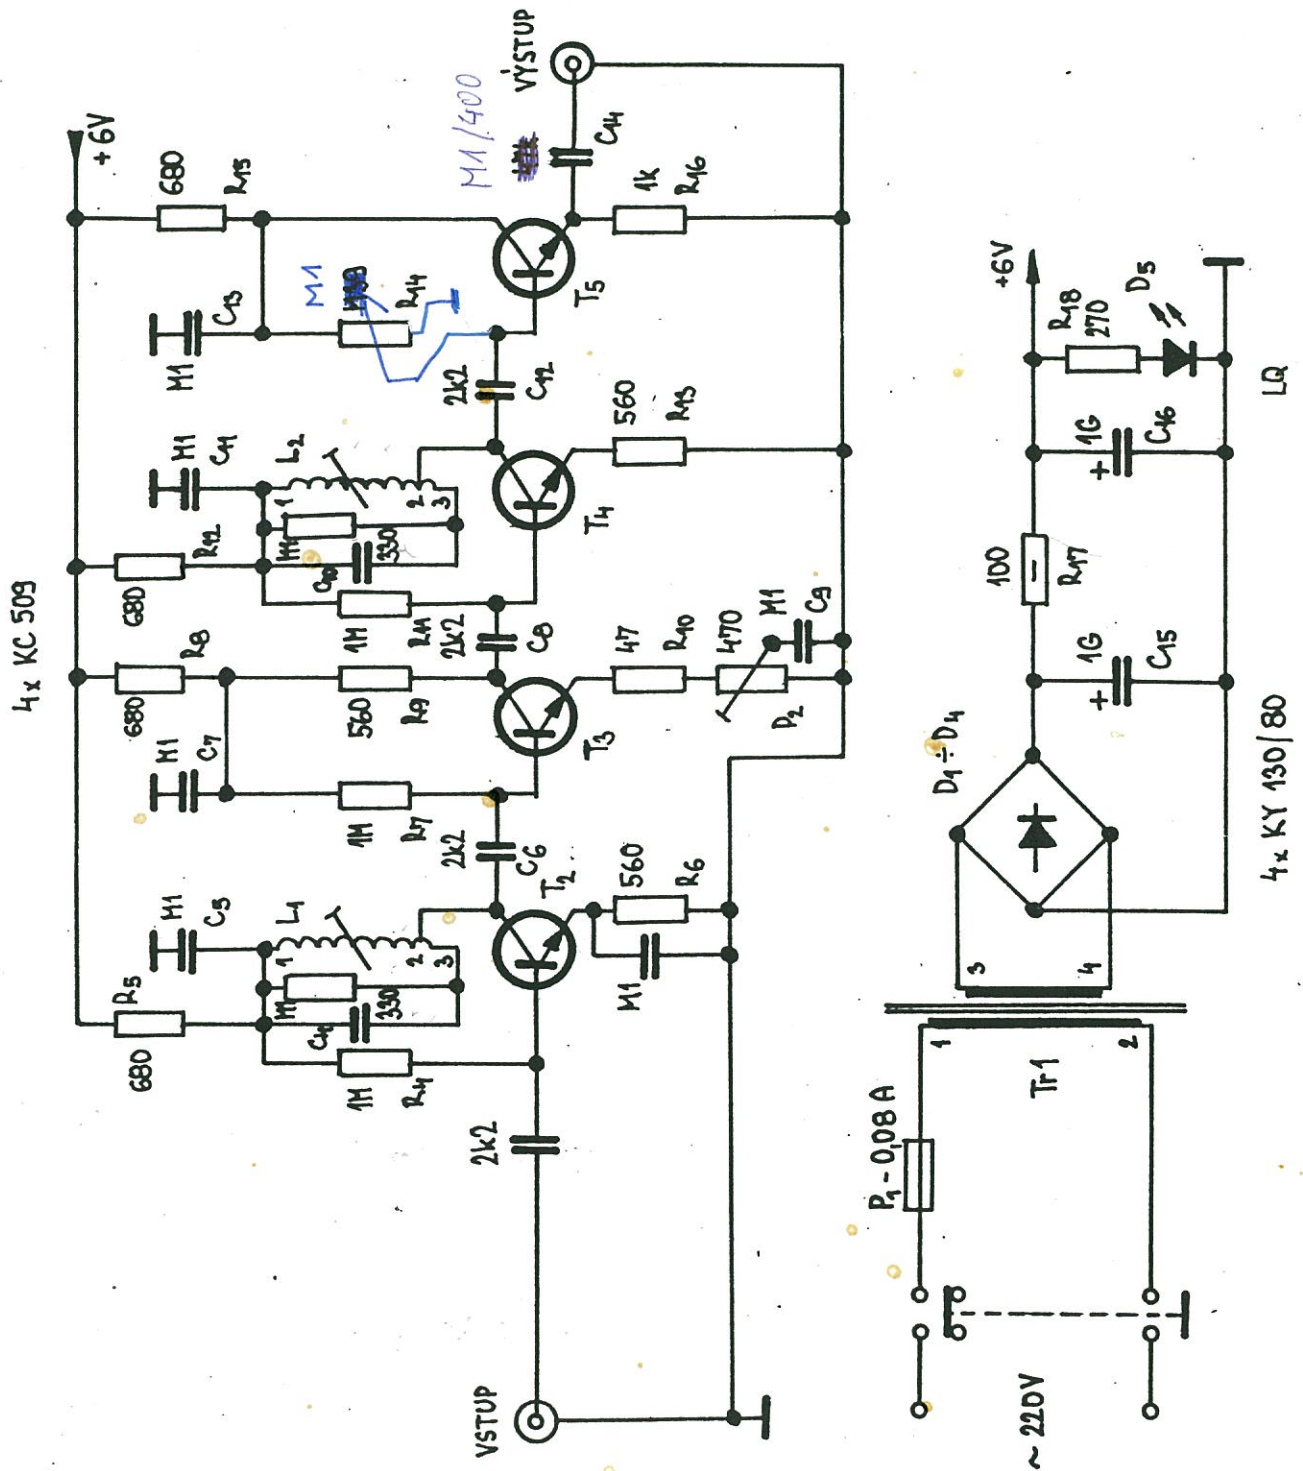 4x KC 509
+6V
680
R5
M1
C5
L1
1
2
3
M1
C4
330
1M
R4
2k2
VSTUP
T2
2k2
C6
M1
560
R6
680
R8
M1
C7
1M
R7
560
R9
T3
2k2
C8
47
R10
470
P2
M1
C9
680
R12
M1
C11
L2
1
2
3
M1
C10
330
1M
R11
T4
2k2
C12
560
R13
680
R15
M1
C13
M1
R14
T5
1k
R16
M1/400
C14
VÝSTUP
~ 220V
P1 - 0,08 A
Tr1
1
2
3
4
D1 ÷ D4
4x KY 130/80
+
1G
C15
100
R17
+
1G
C16
R18
270
D5
LQ
+6V